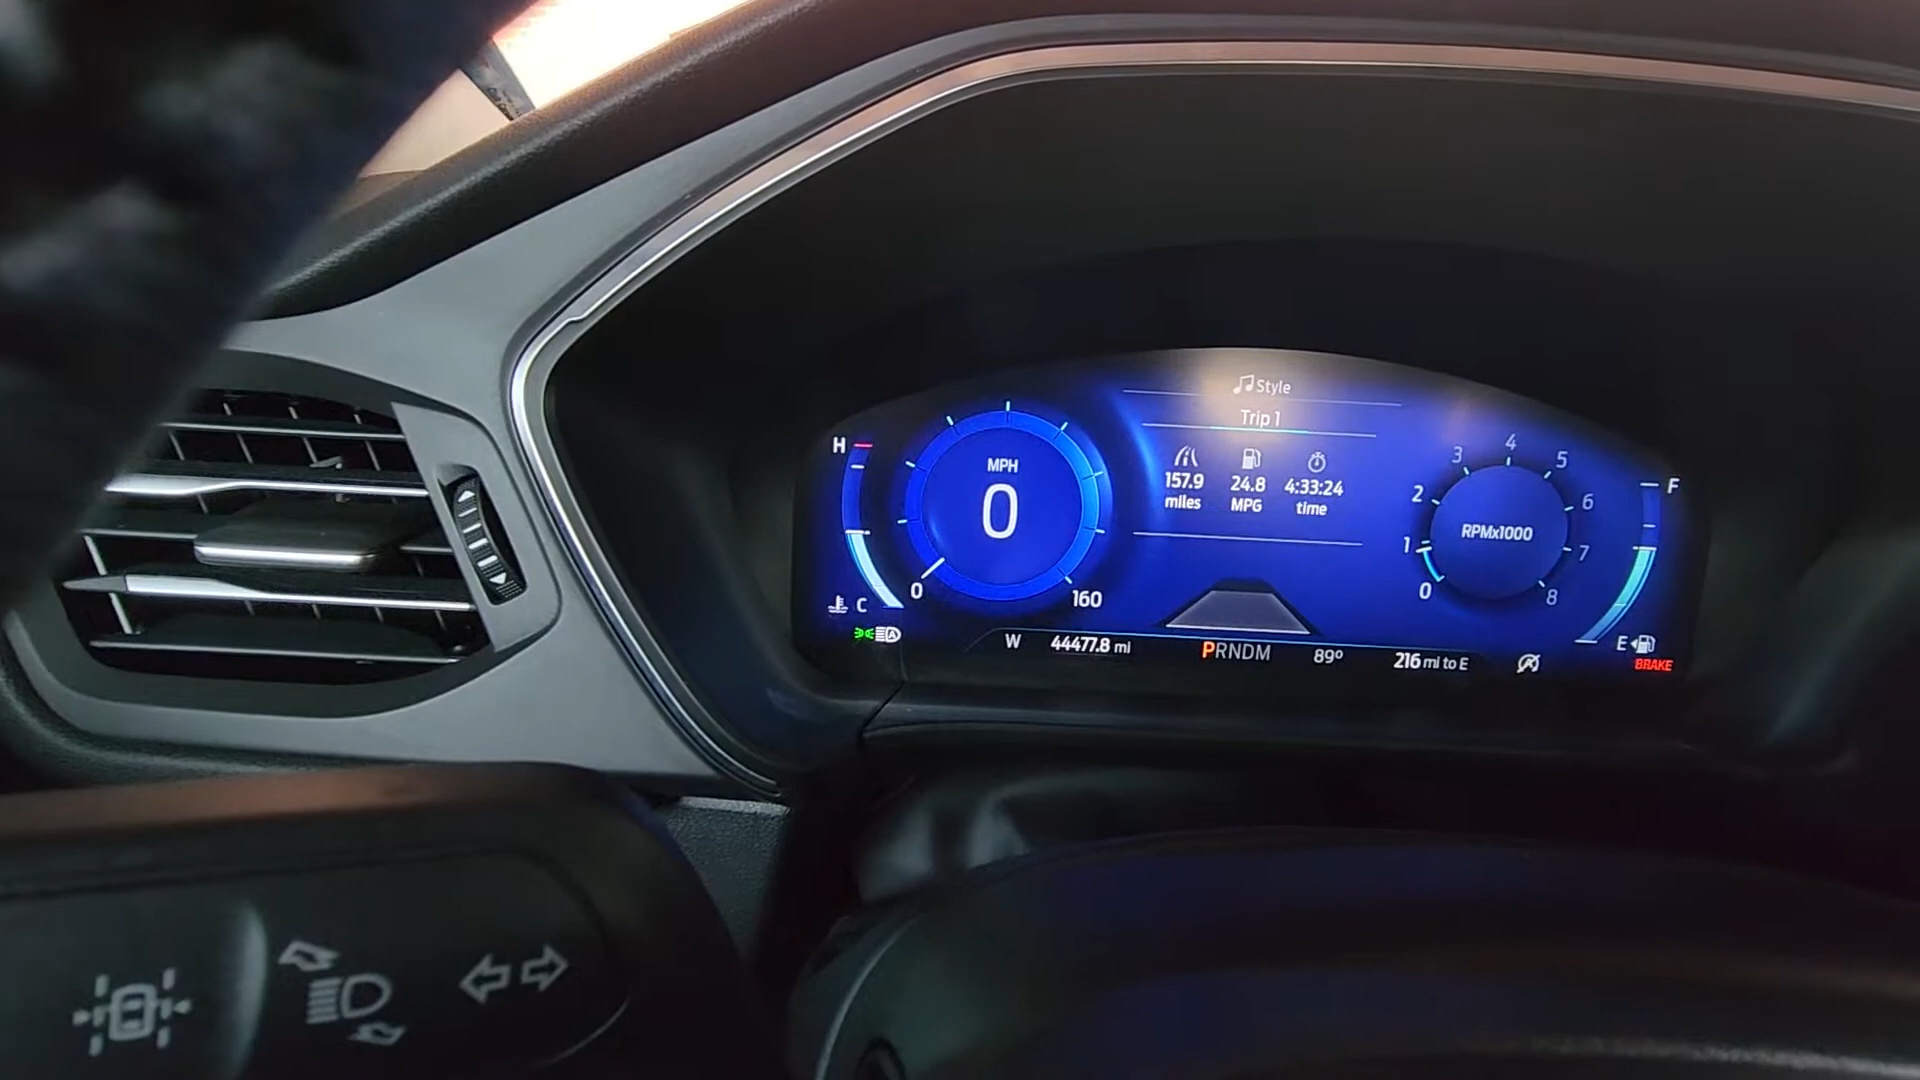 Style
Trip 1
157.9 24.8 4:33:24
miles MPG time
H
C
MPH
0
0
160
0
1
2
3
4
5
6
7
8
RPMx1000
F
E
W 44477.8 mi PRNDM 89° 216 mi to E
BRAKE
A